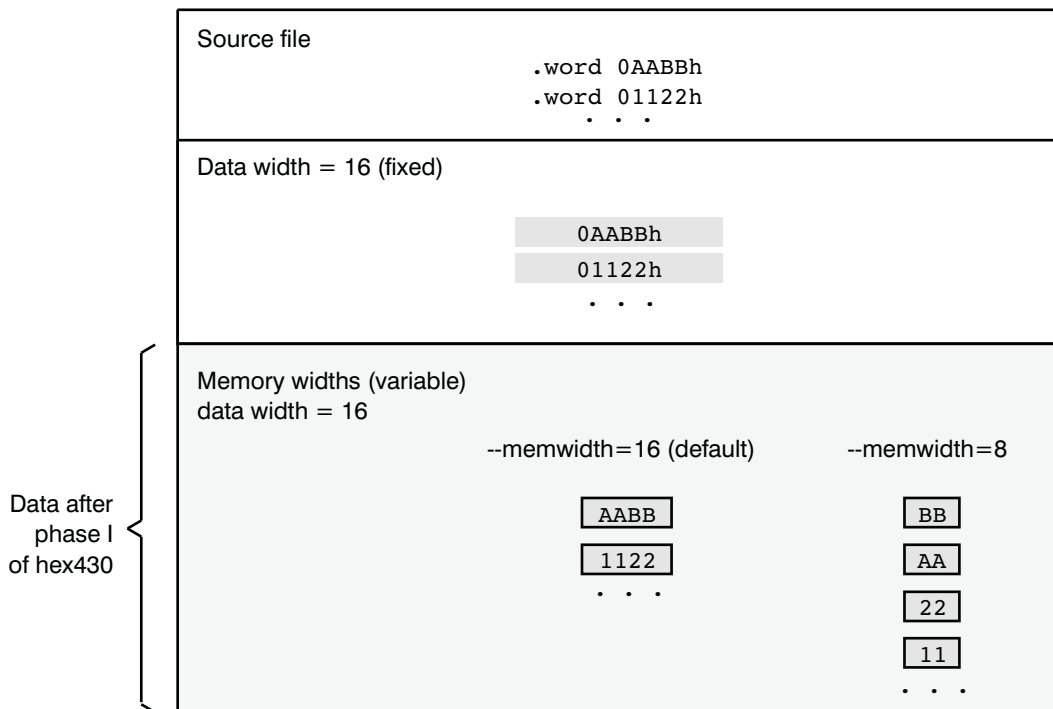 Source file
.word 0AABBh
.word 01122h
. . .
Data width = 16 (fixed)
0AABBh
01122h
. . .
Memory widths (variable)
data width = 16
--memwidth=16 (default)
--memwidth=8
Data after
phase I
of hex430
AABB
1122
. . .
BB
AA
22
11
. . .